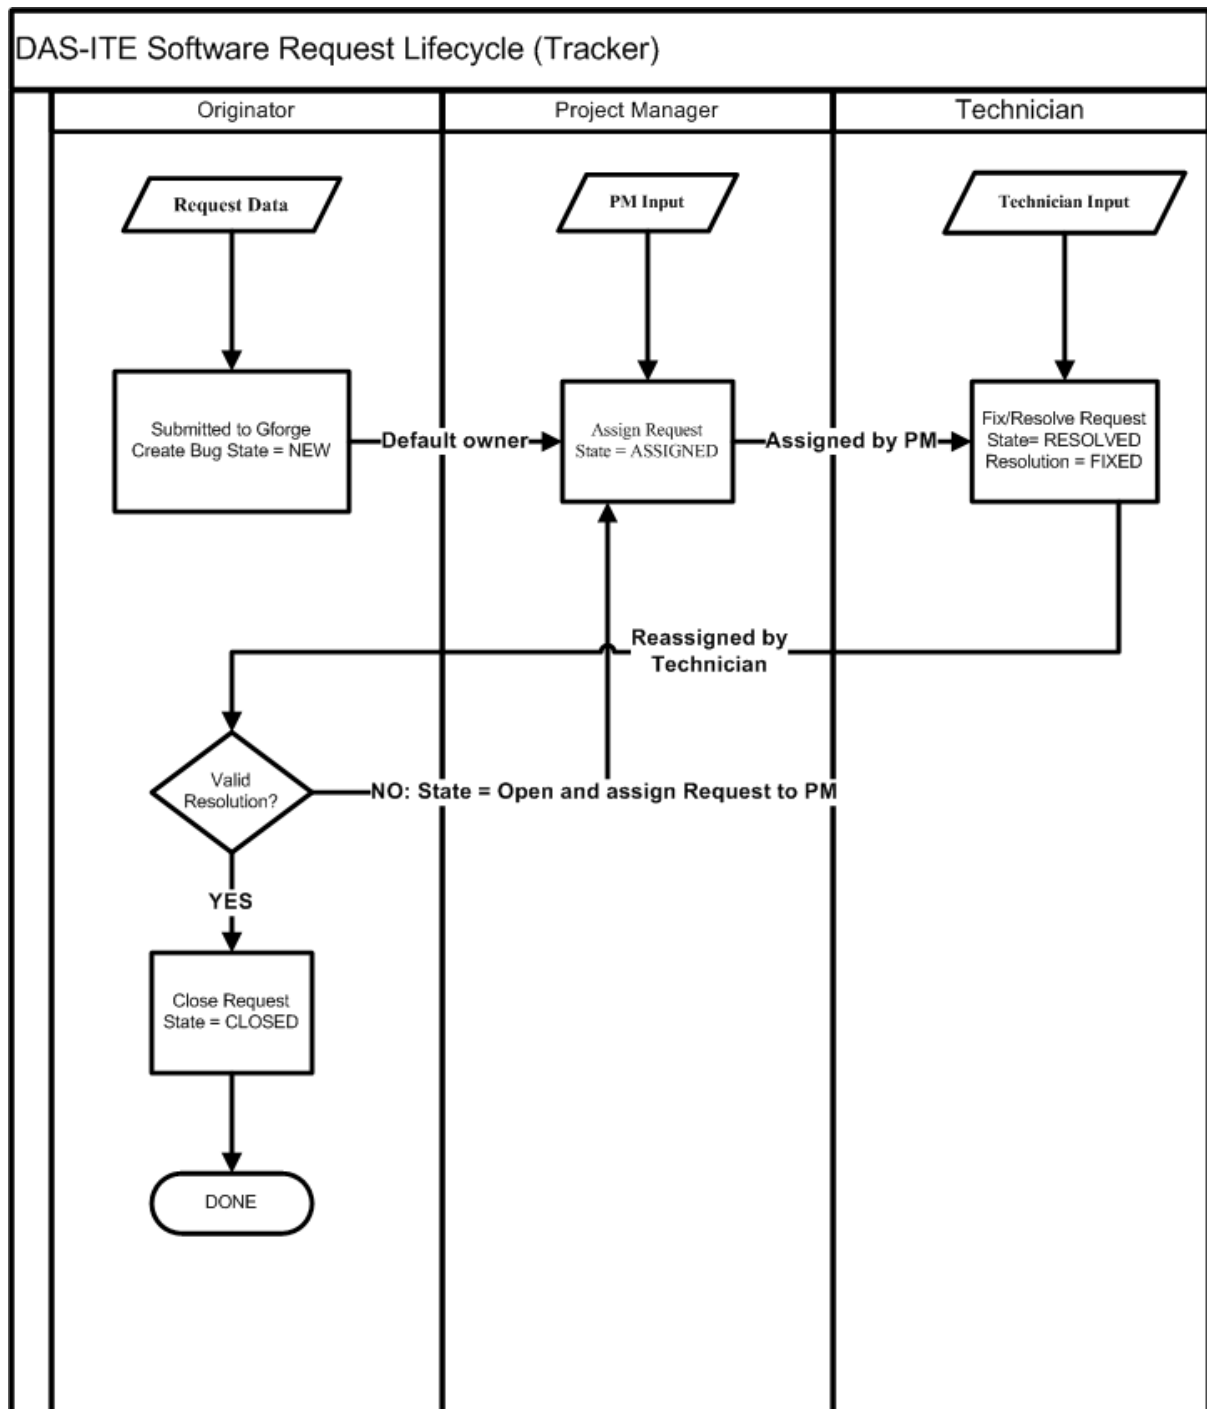 DAS-ITE Software Request Lifecycle (Tracker)
Originator
Project Manager
Technician
Request Data
PM Input
Technician Input
Submitted to Gforge
Create Bug State = NEW
Default owner
Assign Request
State = ASSIGNED
Assigned by PM
Fix/Resolve Request
State= RESOLVED
Resolution = FIXED
Reassigned by
Technician
Valid
Resolution?
NO: State = Open and assign Request to PM
YES
Close Request
State = CLOSED
DONE